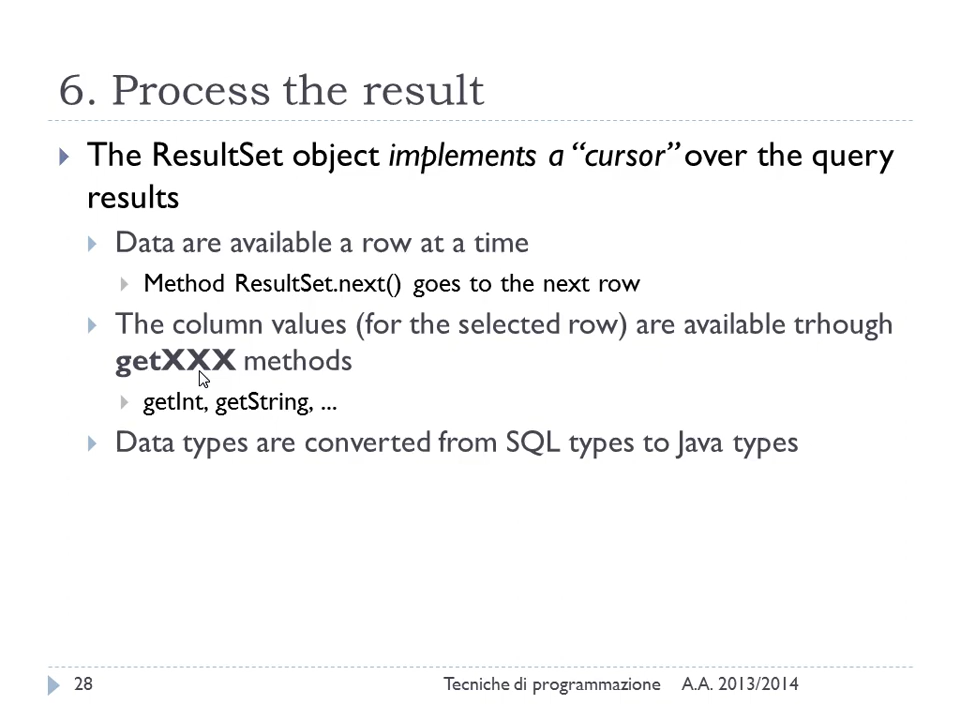 6. Process the result
The ResultSet object implements a “cursor” over the query
results
Data are available a row at a time
Method ResultSet.next() goes to the next row
The column values (for the selected row) are available trhough
getXXX methods
getInt, getString, ...
Data types are converted from SQL types to Java types
28 Tecniche di programmazione A.A. 2013/2014